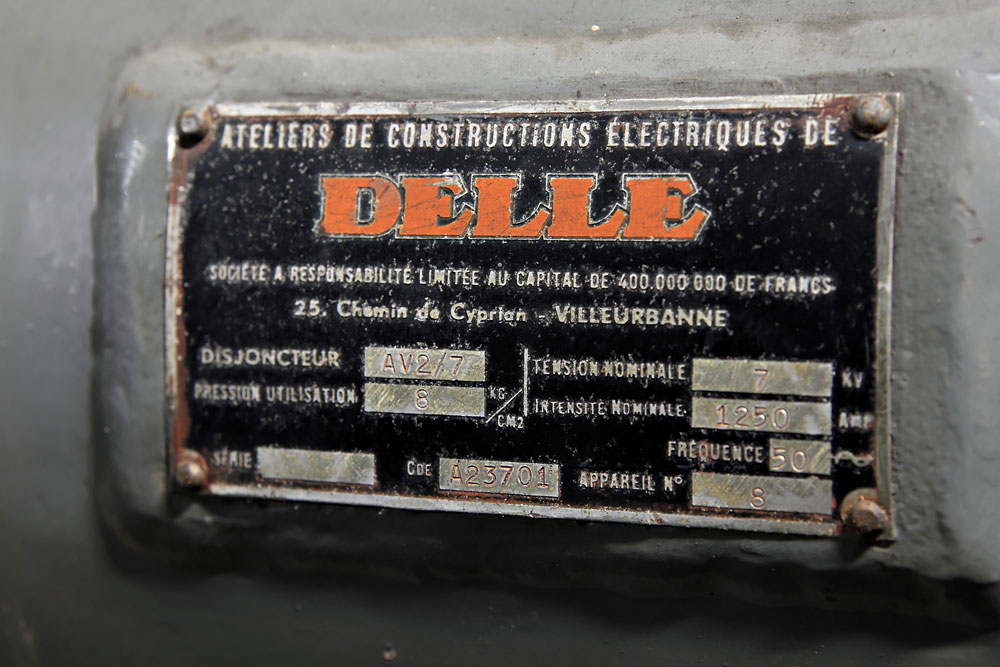 ATELIERS DE CONSTRUCTIONS ÉLECTRIQUES DE
DELLE
SOCIÉTÉ A RESPONSABILITÉ LIMITÉE AU CAPITAL DE 400.000.000 DE FRANCS
25, Chemin de Cyprian - VILLEURBANNE
DISJONCTEUR AV2/7
PRESSION UTILISATION 8 KG/CM2
TENSION NOMINALE 7 KV
INTENSITÉ NOMINALE 1250 AMP
FRÉQUENCE 50
SÉRIE
CDE A23701
APPAREIL N° 8